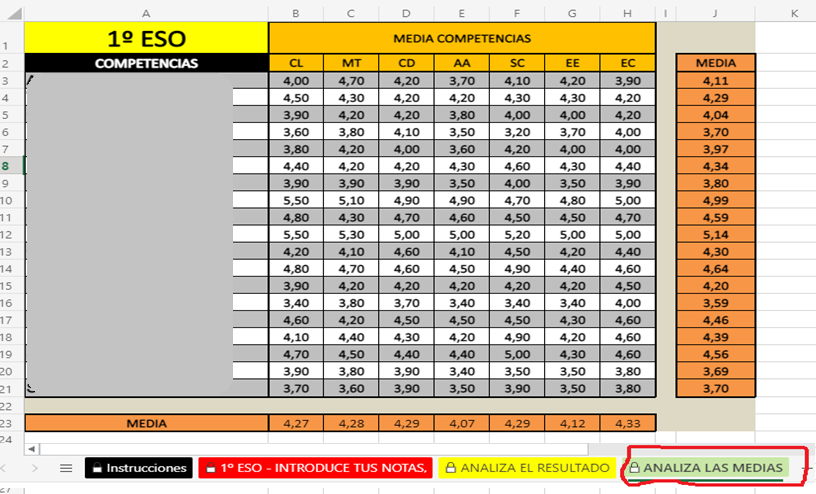 A B C D E F G H I J K
1 1º ESO MEDIA COMPETENCIAS
2 COMPETENCIAS CL MT CD AA SC EE EC MEDIA
3 4,00 4,70 4,20 3,70 4,10 4,20 3,90 4,11
4 4,50 4,30 4,20 4,20 4,30 4,30 4,20 4,29
5 3,90 4,20 4,20 3,80 4,00 4,00 4,20 4,04
6 3,60 3,80 4,10 3,50 3,20 3,70 4,00 3,70
7 3,80 4,20 4,00 3,60 4,20 4,00 4,00 3,97
8 4,40 4,20 4,20 4,30 4,60 4,30 4,40 4,34
9 3,90 3,90 3,90 3,50 4,00 3,50 3,90 3,80
10 5,50 5,10 4,90 4,90 4,70 4,80 5,00 4,99
11 4,80 4,30 4,70 4,60 4,50 4,50 4,70 4,59
12 5,50 5,30 5,00 5,00 5,20 5,00 5,00 5,14
13 4,20 4,10 4,60 4,10 4,50 4,20 4,40 4,30
14 4,80 4,70 4,60 4,50 4,90 4,40 4,60 4,64
15 3,90 4,20 4,20 4,20 4,20 4,20 4,50 4,20
16 3,40 3,80 3,70 3,40 3,40 3,40 4,00 3,59
17 4,60 4,20 4,50 4,50 4,50 4,30 4,60 4,46
18 4,10 4,40 4,30 4,20 4,90 4,20 4,60 4,39
19 4,70 4,50 4,40 4,40 5,00 4,30 4,60 4,56
20 3,90 3,80 3,90 3,40 3,50 3,50 3,80 3,69
21 3,70 3,60 3,90 3,50 3,90 3,50 3,80 3,70
22
23 MEDIA 4,27 4,28 4,29 4,07 4,29 4,12 4,33
24
Instrucciones 1º ESO - INTRODUCE TUS NOTAS, ANALIZA EL RESULTADO ANALIZA LAS MEDIAS
27